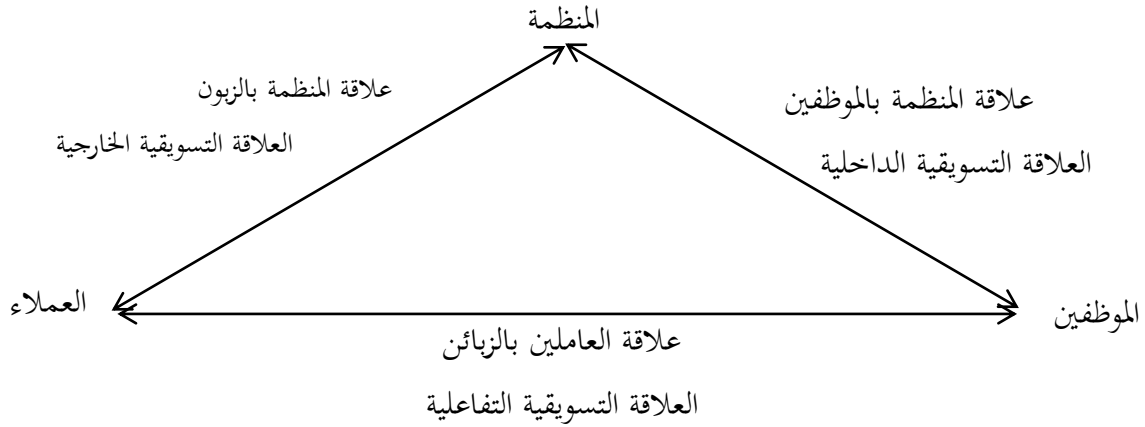 المنظمة
علاقة المنظمة بالموظفين
علاقة المنظمة بالزبون
العلاقة التسويقية الداخلية
العلاقة التسويقية الخارجية
الموظفين
العملاء
علاقة العاملين بالزبائن
العلاقة التسويقية التفاعلية